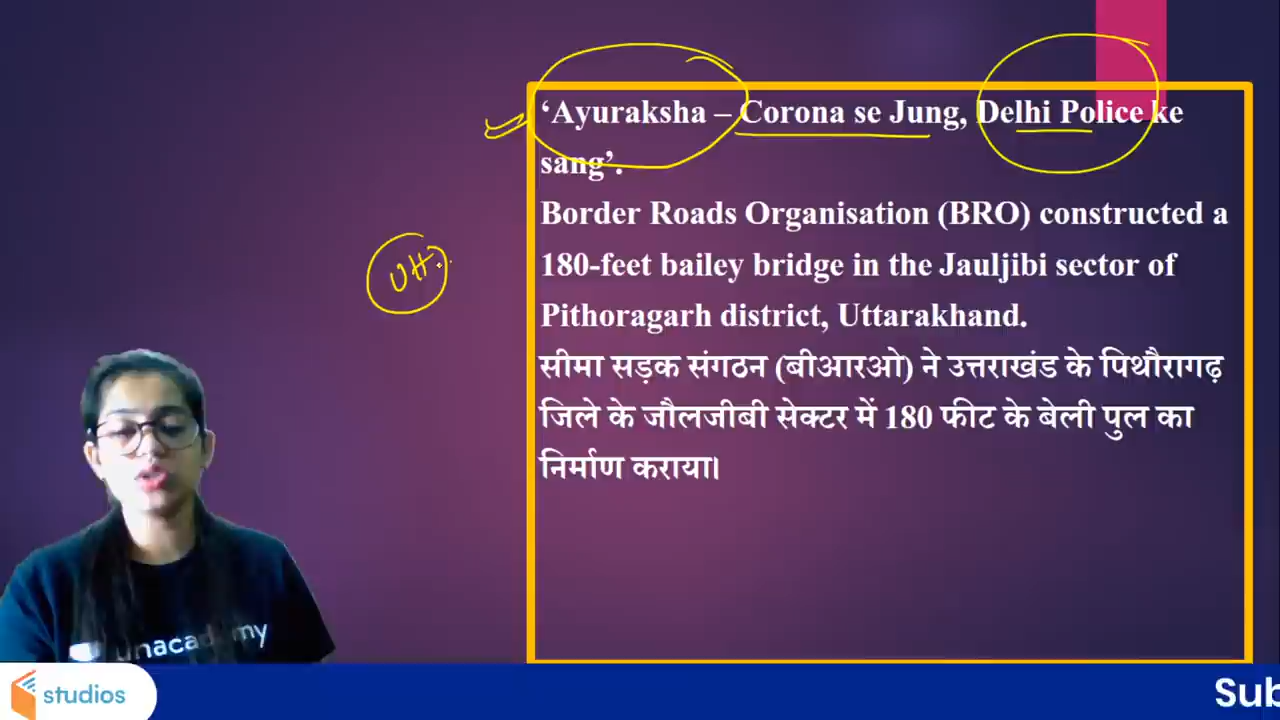 ‘Ayuraksha – Corona se Jung, Delhi Police ke
sang’.
Border Roads Organisation (BRO) constructed a
180-feet bailey bridge in the Jauljibi sector of
Pithoragarh district, Uttarakhand.
सीमा सड़क संगठन (बीआरओ) ने उत्तराखंड के पिथौरागढ़
जिले के जौलजीबी सेक्टर में 180 फीट के बेली पुल का
निर्माण कराया।
unacademy
studios
Sub